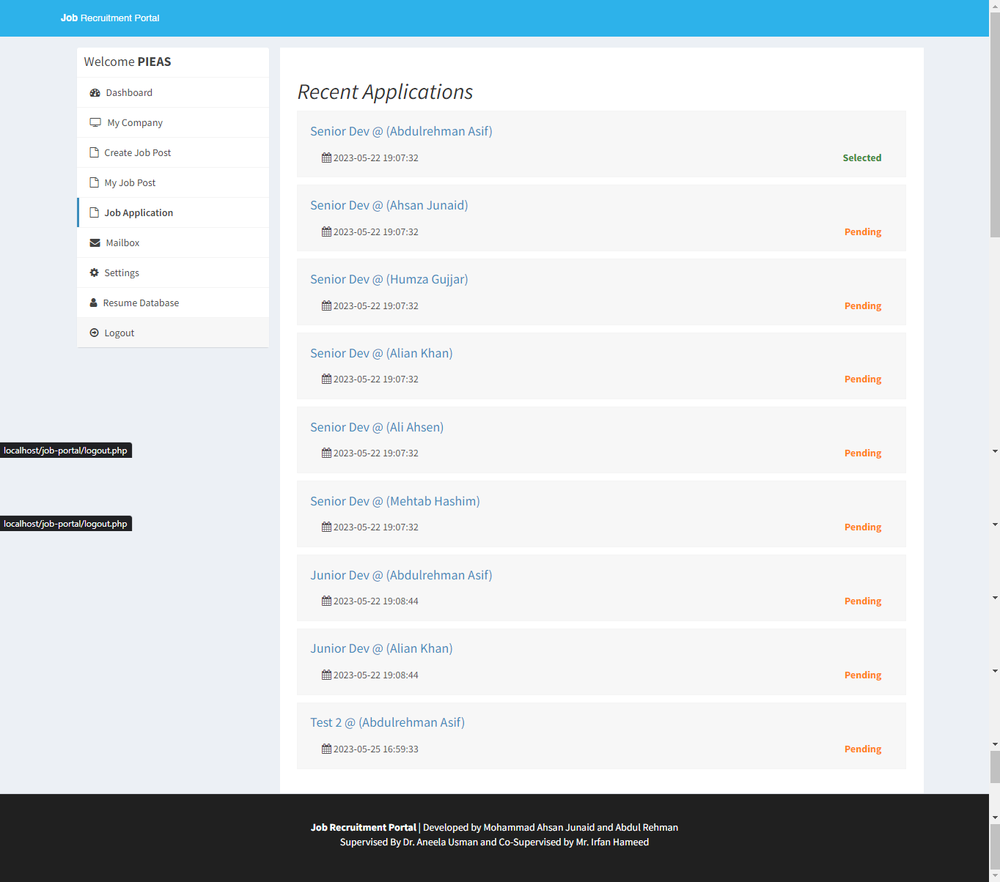 Job Recruitment Portal
Welcome PIEAS
Dashboard
My Company
Create Job Post
My Job Post
Job Application
Mailbox
Settings
Resume Database
Logout
localhost/job-portal/logout.php
localhost/job-portal/logout.php
Recent Applications
Senior Dev @ (Abdulrehman Asif)
2023-05-22 19:07:32 Selected
Senior Dev @ (Ahsan Junaid)
2023-05-22 19:07:32 Pending
Senior Dev @ (Humza Gujjar)
2023-05-22 19:07:32 Pending
Senior Dev @ (Alian Khan)
2023-05-22 19:07:32 Pending
Senior Dev @ (Ali Ahsen)
2023-05-22 19:07:32 Pending
Senior Dev @ (Mehtab Hashim)
2023-05-22 19:07:32 Pending
Junior Dev @ (Abdulrehman Asif)
2023-05-22 19:08:44 Pending
Junior Dev @ (Alian Khan)
2023-05-22 19:08:44 Pending
Test 2 @ (Abdulrehman Asif)
2023-05-25 16:59:33 Pending
Job Recruitment Portal | Developed by Mohammad Ahsan Junaid and Abdul Rehman
Supervised By Dr. Aneela Usman and Co-Supervised by Mr. Irfan Hameed